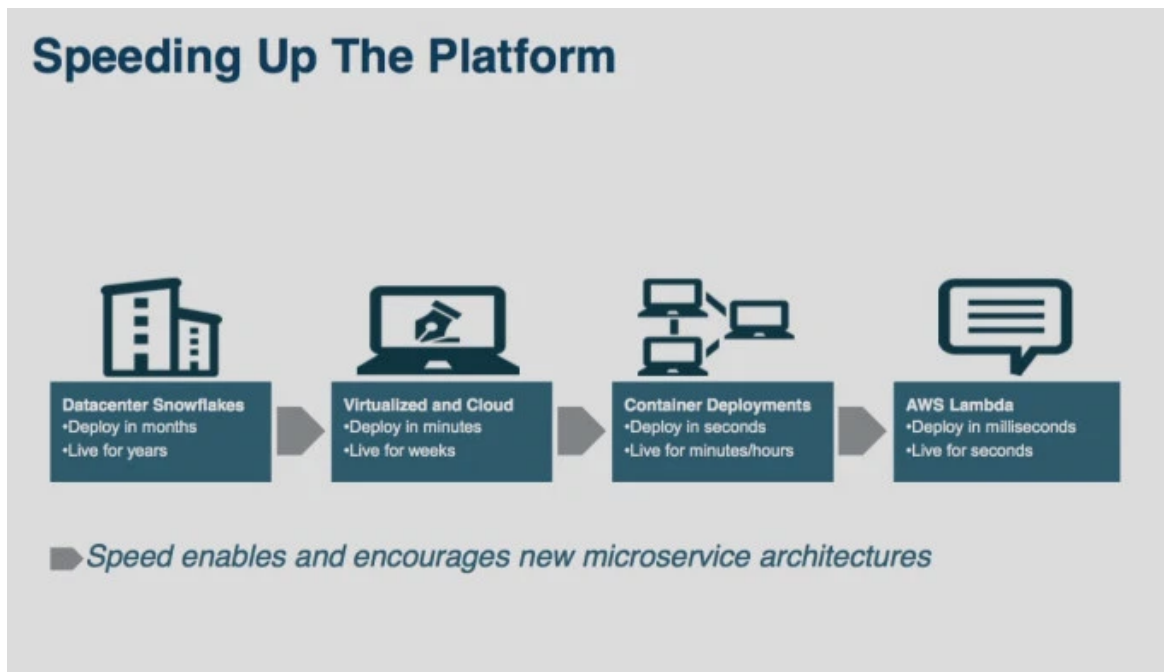 Speeding Up The Platform
Datacenter Snowflakes
•Deploy in months
•Live for years
Virtualized and Cloud
•Deploy in minutes
•Live for weeks
Container Deployments
•Deploy in seconds
•Live for minutes/hours
AWS Lambda
•Deploy in milliseconds
•Live for seconds
Speed enables and encourages new microservice architectures